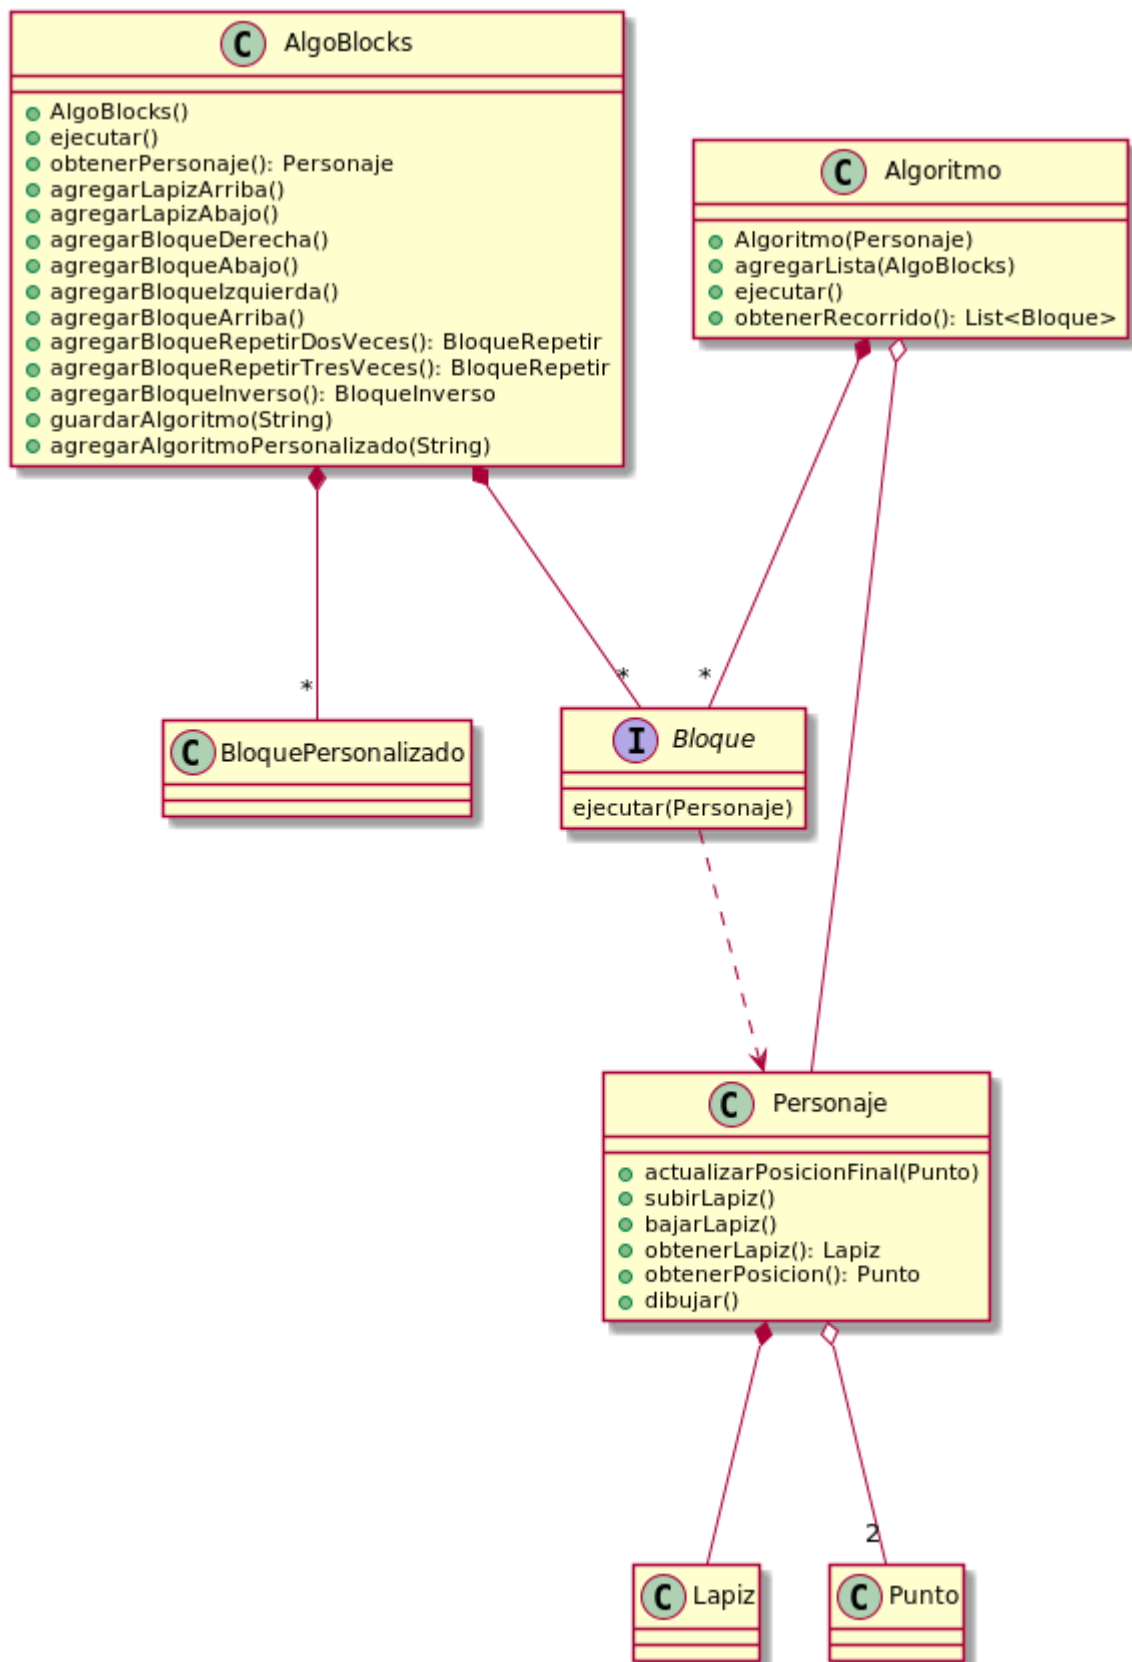 C AlgoBlocks
AlgoBlocks()
ejecutar()
obtenerPersonaje(): Personaje
agregarLapizArriba()
agregarLapizAbajo()
agregarBloqueDerecha()
agregarBloqueAbajo()
agregarBloqueIzquierda()
agregarBloqueArriba()
agregarBloqueRepetirDosVeces(): BloqueRepetir
agregarBloqueRepetirTresVeces(): BloqueRepetir
agregarBloqueInverso(): BloqueInverso
guardarAlgoritmo(String)
agregarAlgoritmoPersonalizado(String)
C Algoritmo
Algoritmo(Personaje)
agregarLista(AlgoBlocks)
ejecutar()
obtenerRecorrido(): List<Bloque>
*
*
*
C BloquePersonalizado
I Bloque
ejecutar(Personaje)
C Personaje
actualizarPosicionFinal(Punto)
subirLapiz()
bajarLapiz()
obtenerLapiz(): Lapiz
obtenerPosicion(): Punto
dibujar()
2
C Lapiz
C Punto